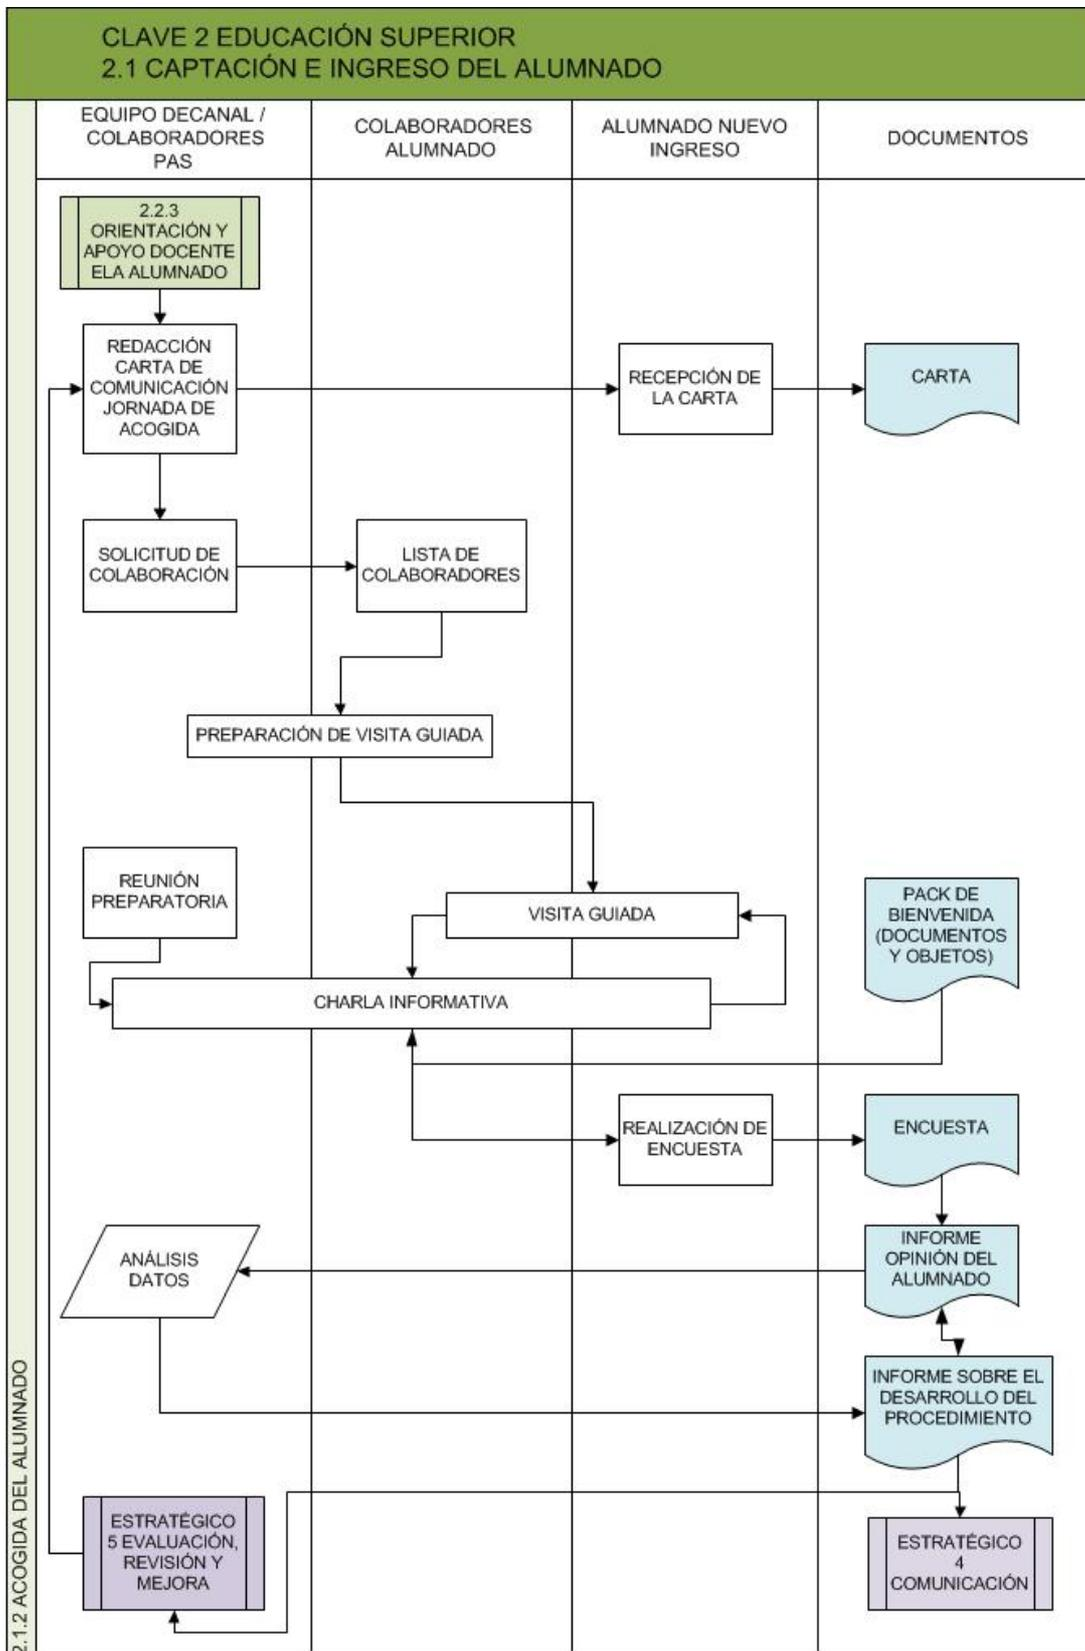 CLAVE 2 EDUCACIÓN SUPERIOR
2.1 CAPTACIÓN E INGRESO DEL ALUMNADO
EQUIPO DECANAL /
COLABORADORES
PAS
COLABORADORES
ALUMNADO
ALUMNADO NUEVO
INGRESO
DOCUMENTOS
2.2.3
ORIENTACIÓN Y
APOYO DOCENTE
ELA ALUMNADO
REDACCIÓN
CARTA DE
COMUNICACIÓN
JORNADA DE
ACOGIDA
RECEPCIÓN DE
LA CARTA
CARTA
SOLICITUD DE
COLABORACIÓN
LISTA DE
COLABORADORES
PREPARACIÓN DE VISITA GUIADA
REUNIÓN
PREPARATORIA
VISITA GUIADA
PACK DE
BIENVENIDA
(DOCUMENTOS
Y OBJETOS)
CHARLA INFORMATIVA
REALIZACIÓN DE
ENCUESTA
ENCUESTA
ANÁLISIS
DATOS
INFORME
OPINIÓN DEL
ALUMNADO
INFORME SOBRE EL
DESARROLLO DEL
PROCEDIMIENTO
ESTRATÉGICO
5 EVALUACIÓN,
REVISIÓN Y
MEJORA
ESTRATÉGICO
4
COMUNICACIÓN
2.1.2 ACOGIDA DEL ALUMNADO